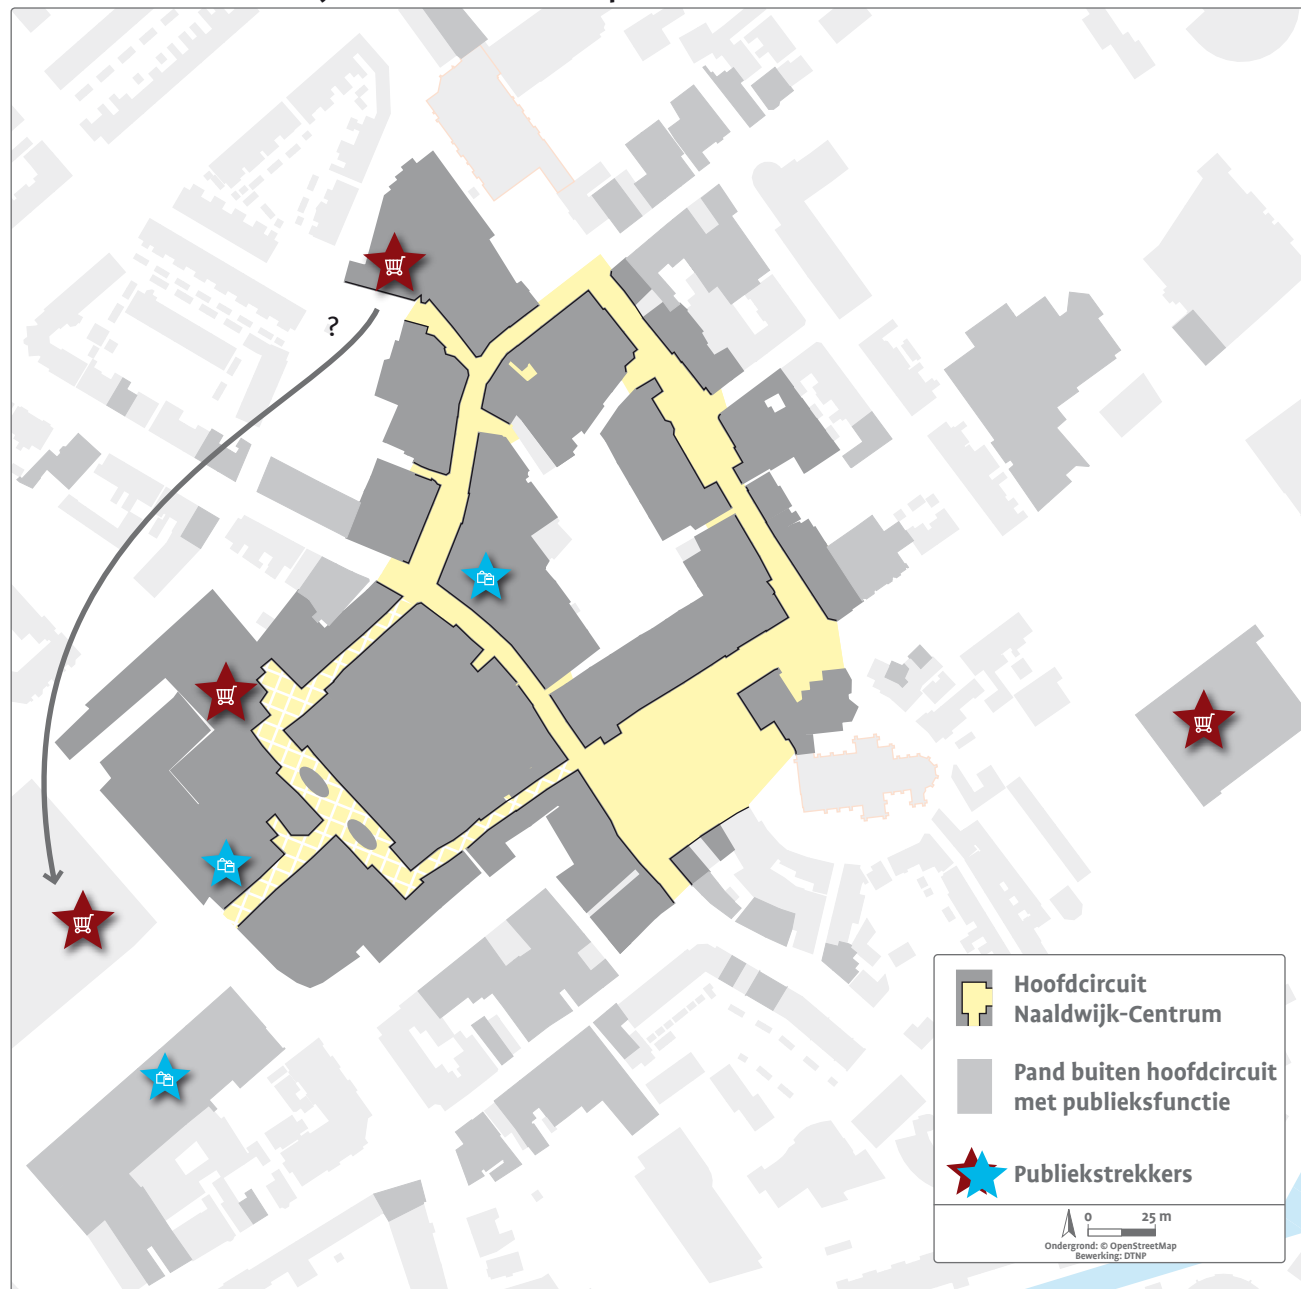 ?
Hoofdcircuit
Naaldwijk-Centrum
Pand buiten hoofdcircuit
met publieksfunctie
Publiekstrekkers
0 25 m
Ondergrond: © OpenStreetMap
Bewerking: DTNP